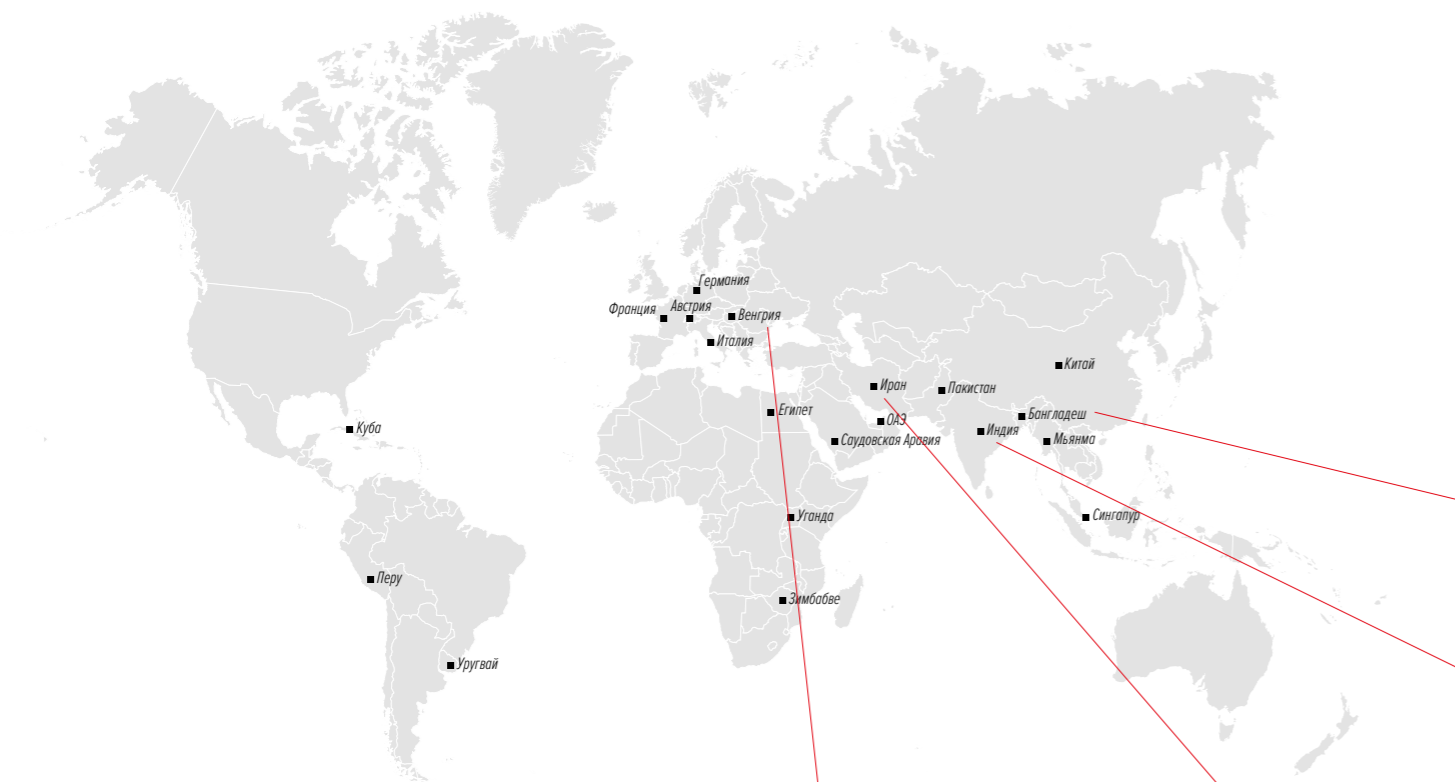 Германия
Франция
Австрия
Венгрия
Италия
Китай
Иран
Пакистан
Египет
ОАЭ
Бангладеш
Куба
Индия
Саудовская Аравия
Мьянма
Уганда
Сингапур
Перу
Зимбабве
Уругвай